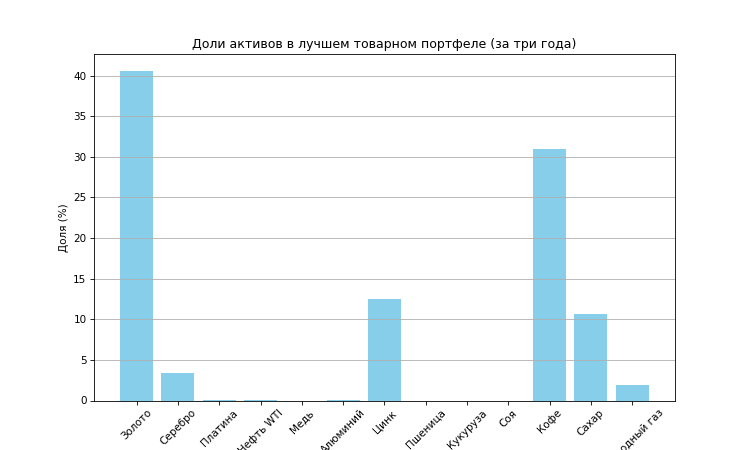 Доли активов в лучшем товарном портфеле (за три года)
Доля (%)
40
35
30
25
20
15
10
5
0
Золото
Серебро
Платина
Нефть WTI
Медь
Алюминий
Цинк
Пшеница
Кукуруза
Соя
Кофе
Сахар
одный газ